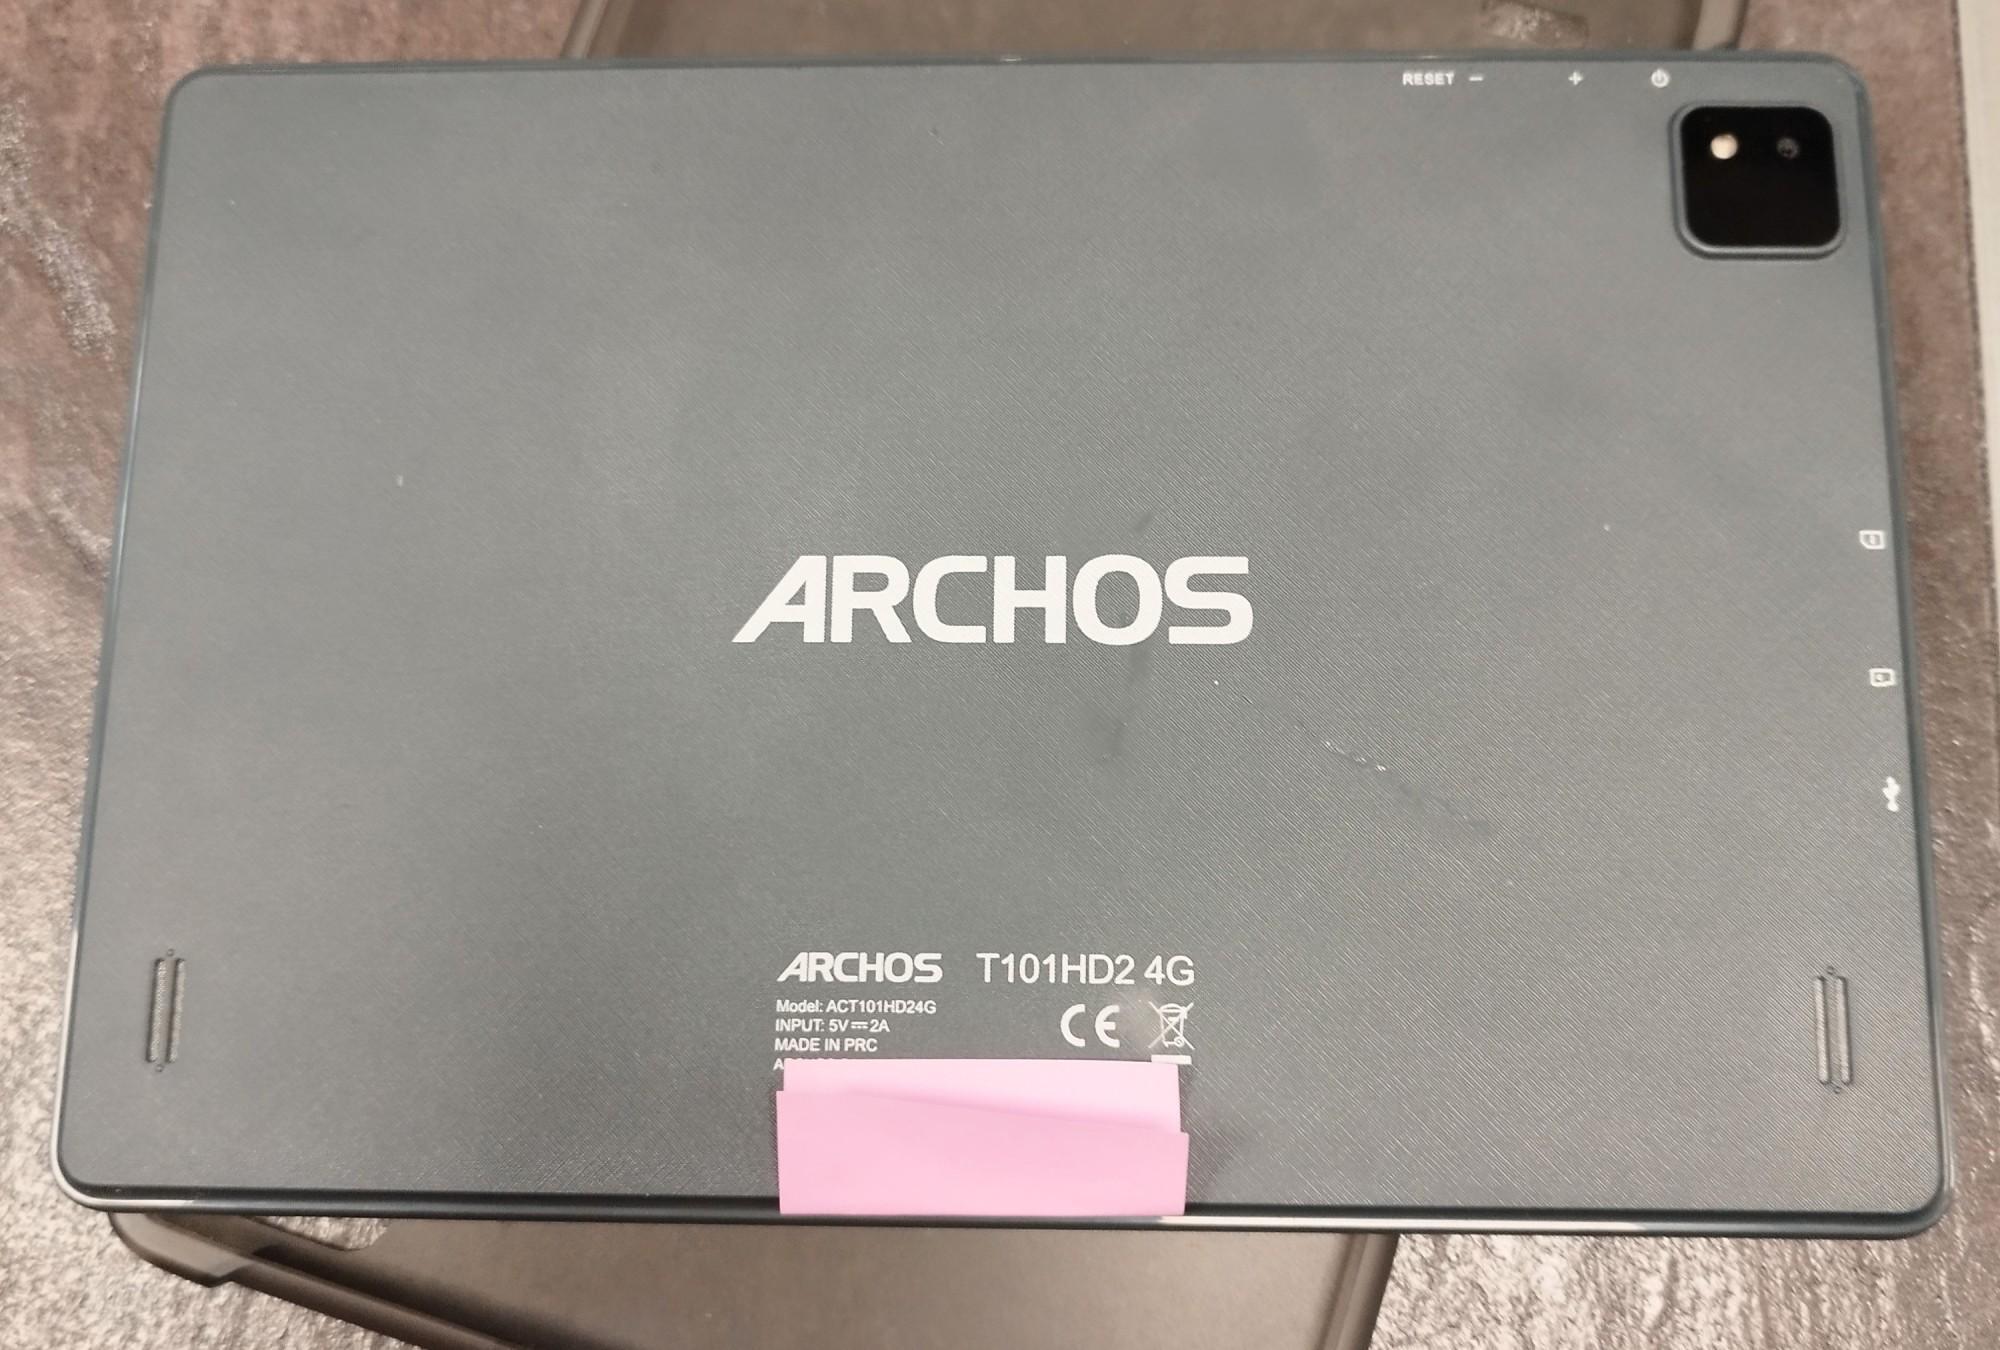 RESET - +
ARCHOS
ARCHOS T101HD2 4G
Model: ACT101HD24G
INPUT: 5V⎓2A
MADE IN PRC
CE